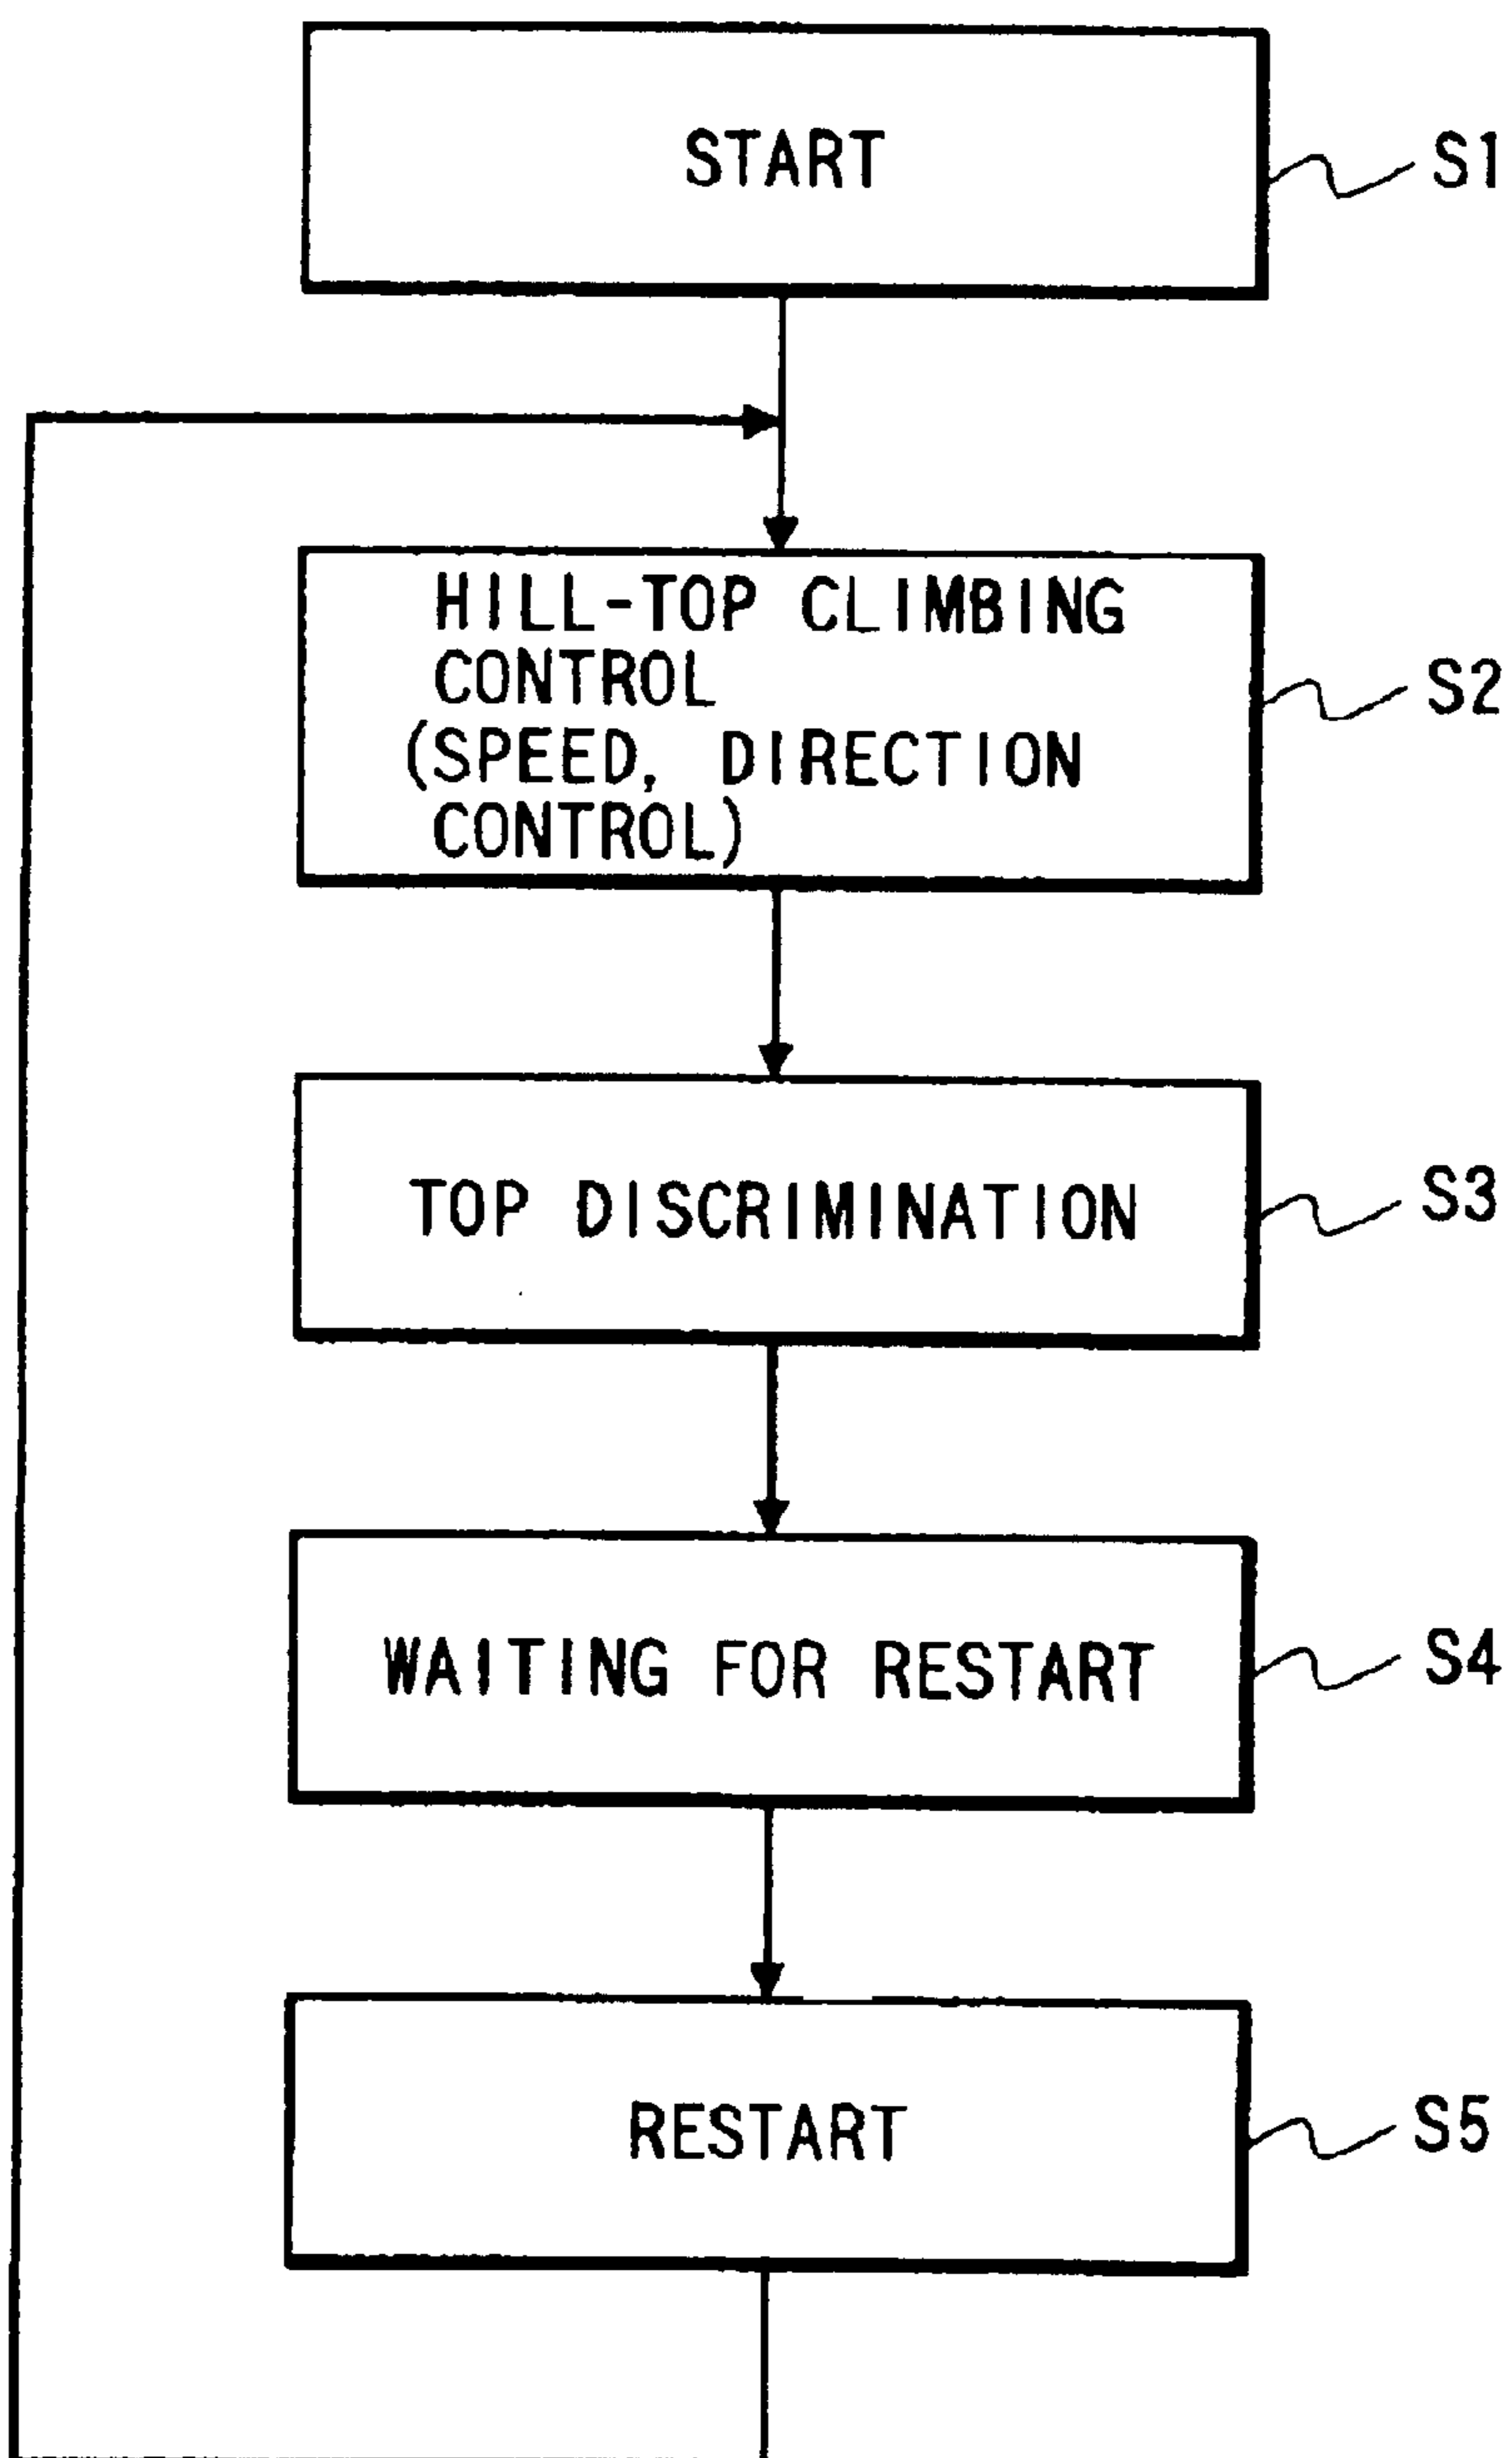 START
S1
HILL-TOP CLIMBING
CONTROL
(SPEED, DIRECTION
CONTROL)
S2
TOP DISCRIMINATION
S3
WAITING FOR RESTART
S4
RESTART
S5